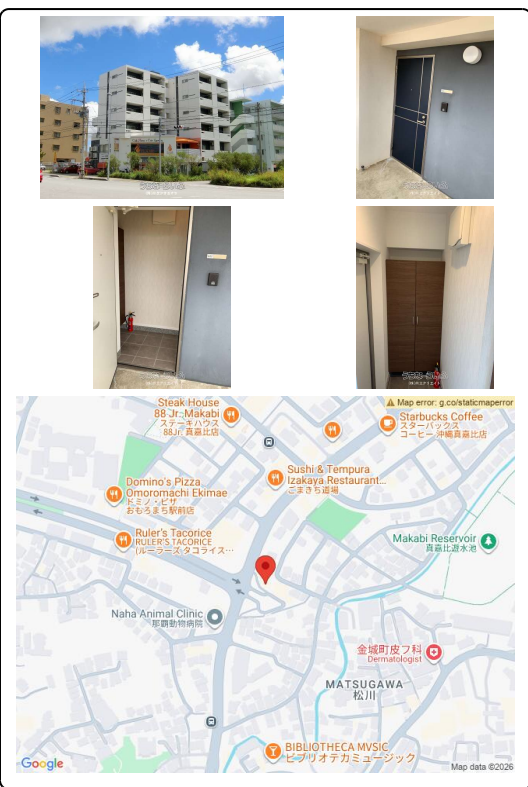 Map error: g.co/staticmaperror
Steak House
88 Jr. Makabi
ステーキハウス
88Jr. 真嘉比店
Starbucks Coffee
スターバックス
コーヒー 沖縄真嘉比店
Sushi & Tempura
Izakaya Restaurant...
ごまきち道場
Domino's Pizza
Omoromachi Ekimae
ドミノ・ピザ
おもろまち駅前店
Ruler's Tacorice
RULER'S TACORICE
(ルーラーズ タコライス…
Makabi Reservoir
真嘉比遊水池
Naha Animal Clinic
那覇動物病院
金城町皮フ科
Dermatologist
MATSUGAWA
松川
BIBLIOTHECA MVSIC
ビブリオテカミュージック
Google
Map data ©2026